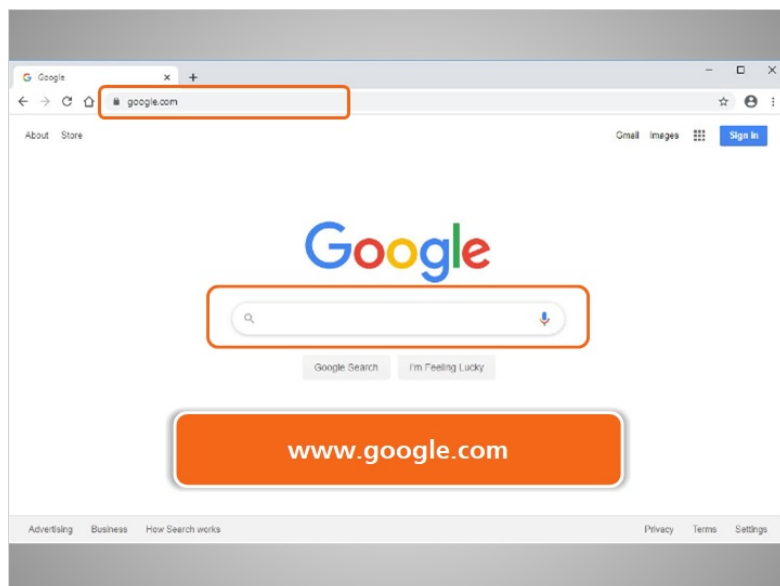 Google
google.com
About Store
Gmail Images Sign in
Google
Google Search I'm Feeling Lucky
www.google.com
Advertising Business How Search works
Privacy Terms Settings